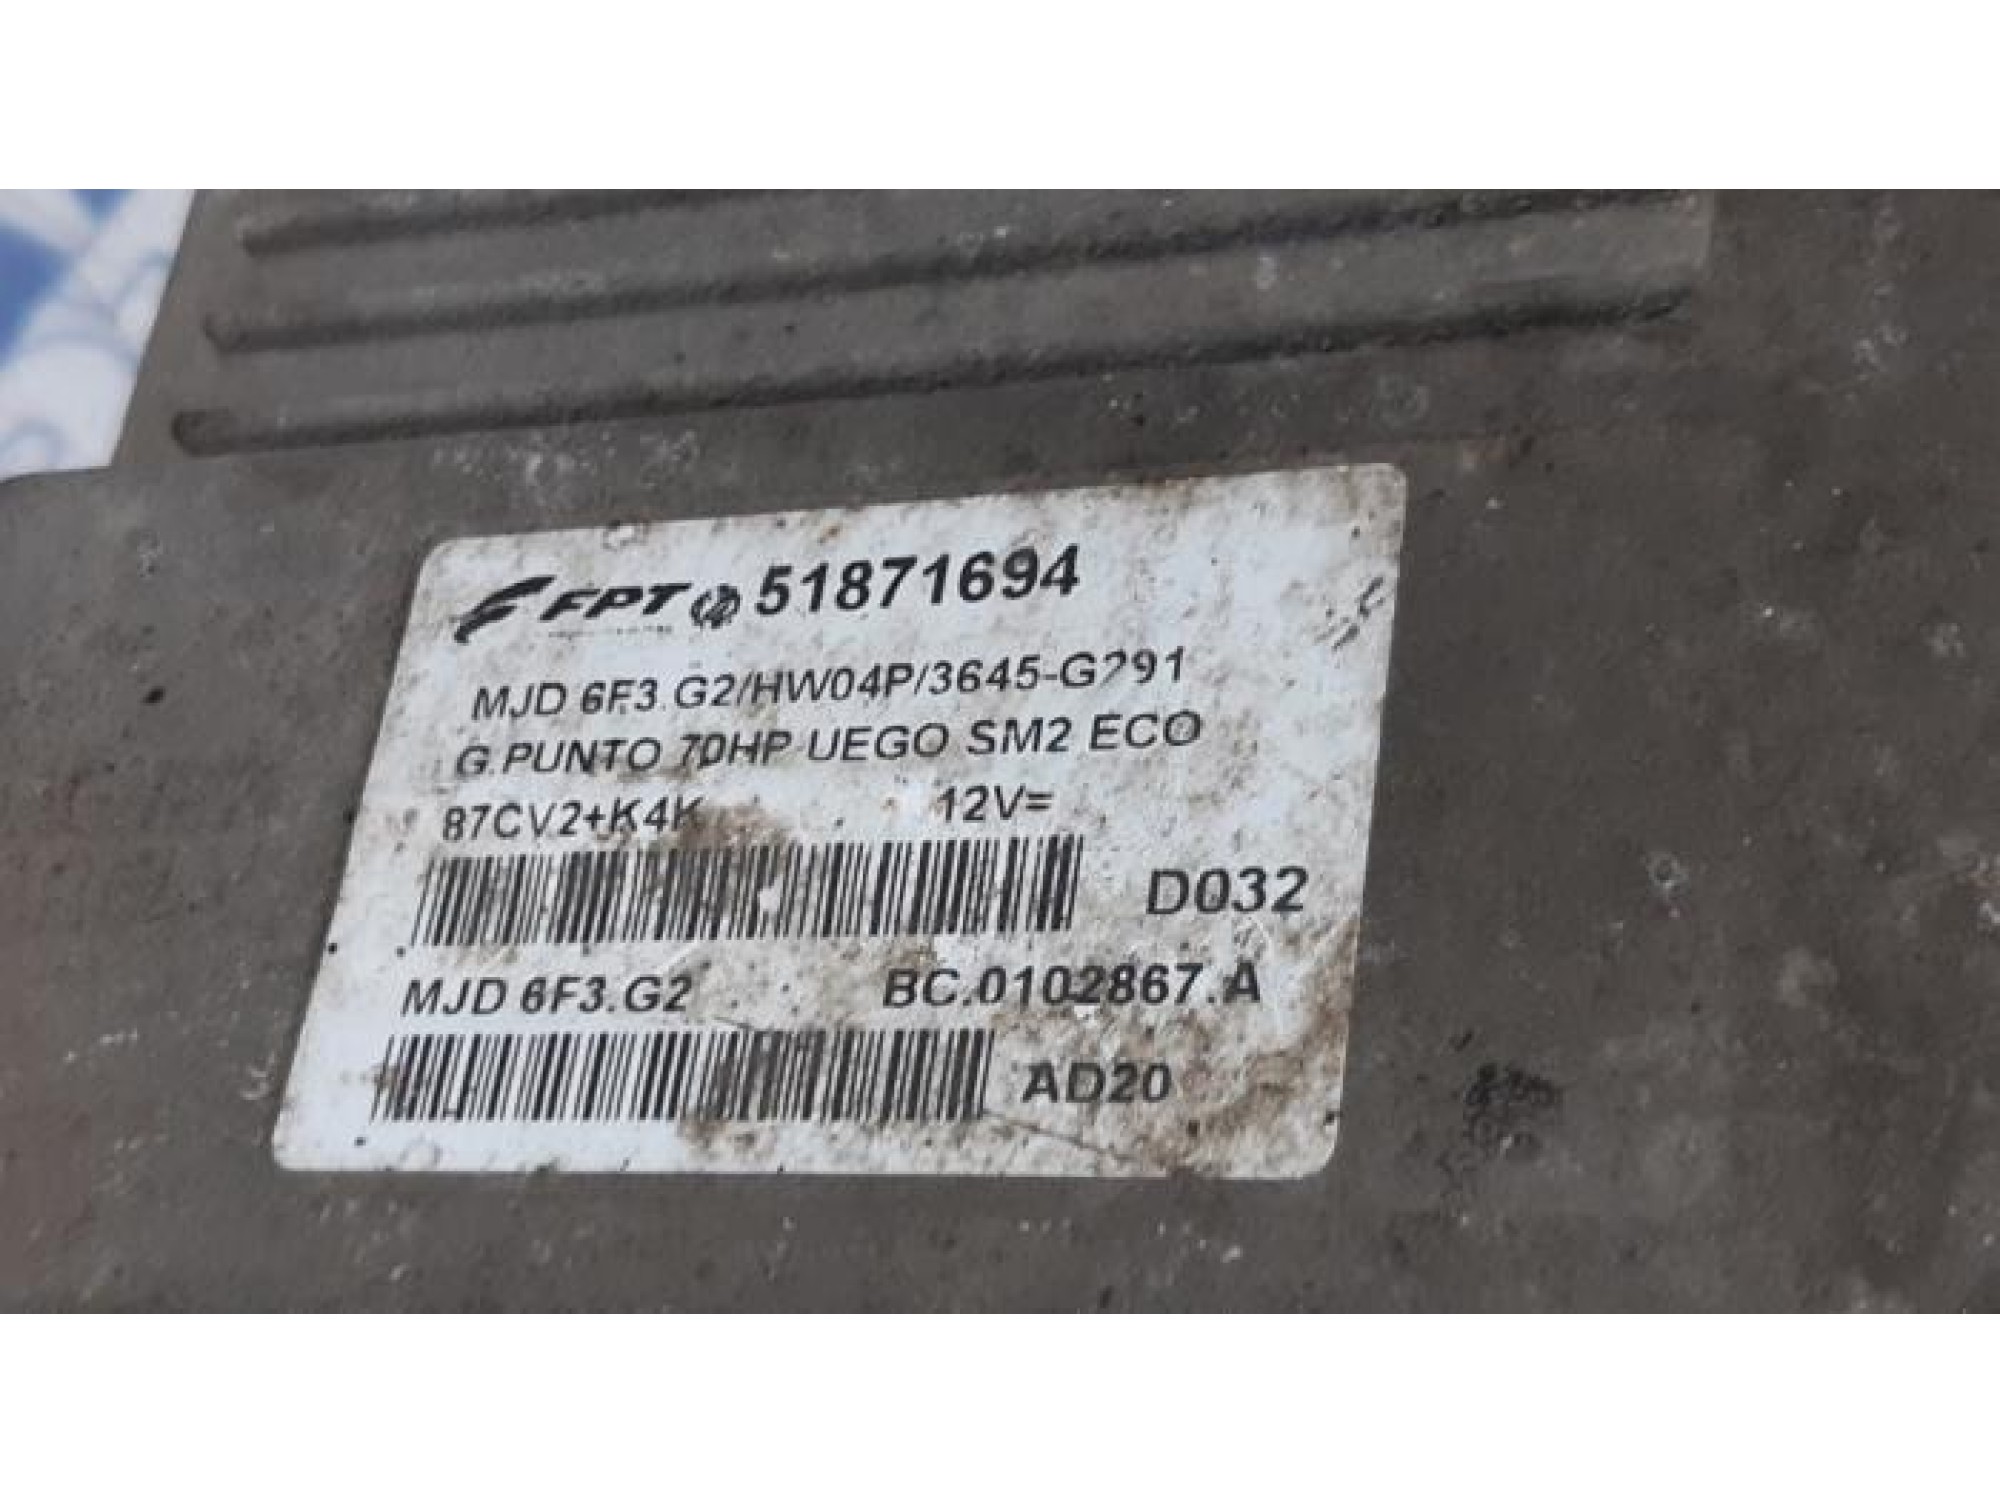 FPT 51871694
MJD 6F3.G2/HW04P/3645-G291
G.PUNTO 70HP UEGO SM2 ECO
87CV2+K4K 12V=
D032
MJD 6F3.G2 BC.0102867.A
AD20